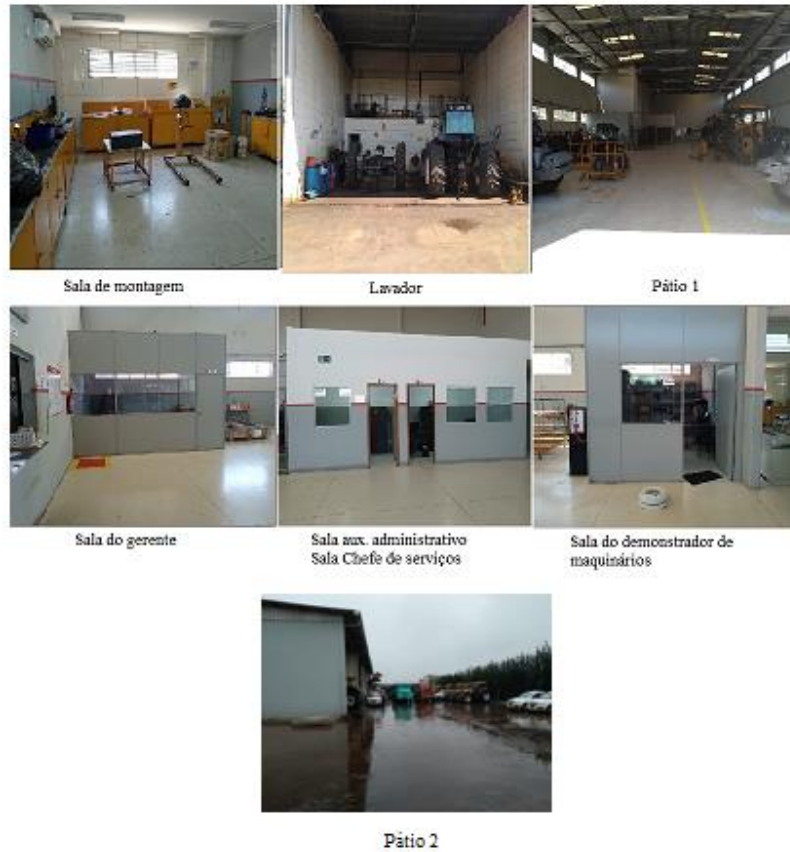 Sala de montagem
Lavador
Pátio 1
Sala do gerente
Sala aux. administrativo
Sala Chefe de serviços
Sala do demonstrador de
maquinários
Pátio 2